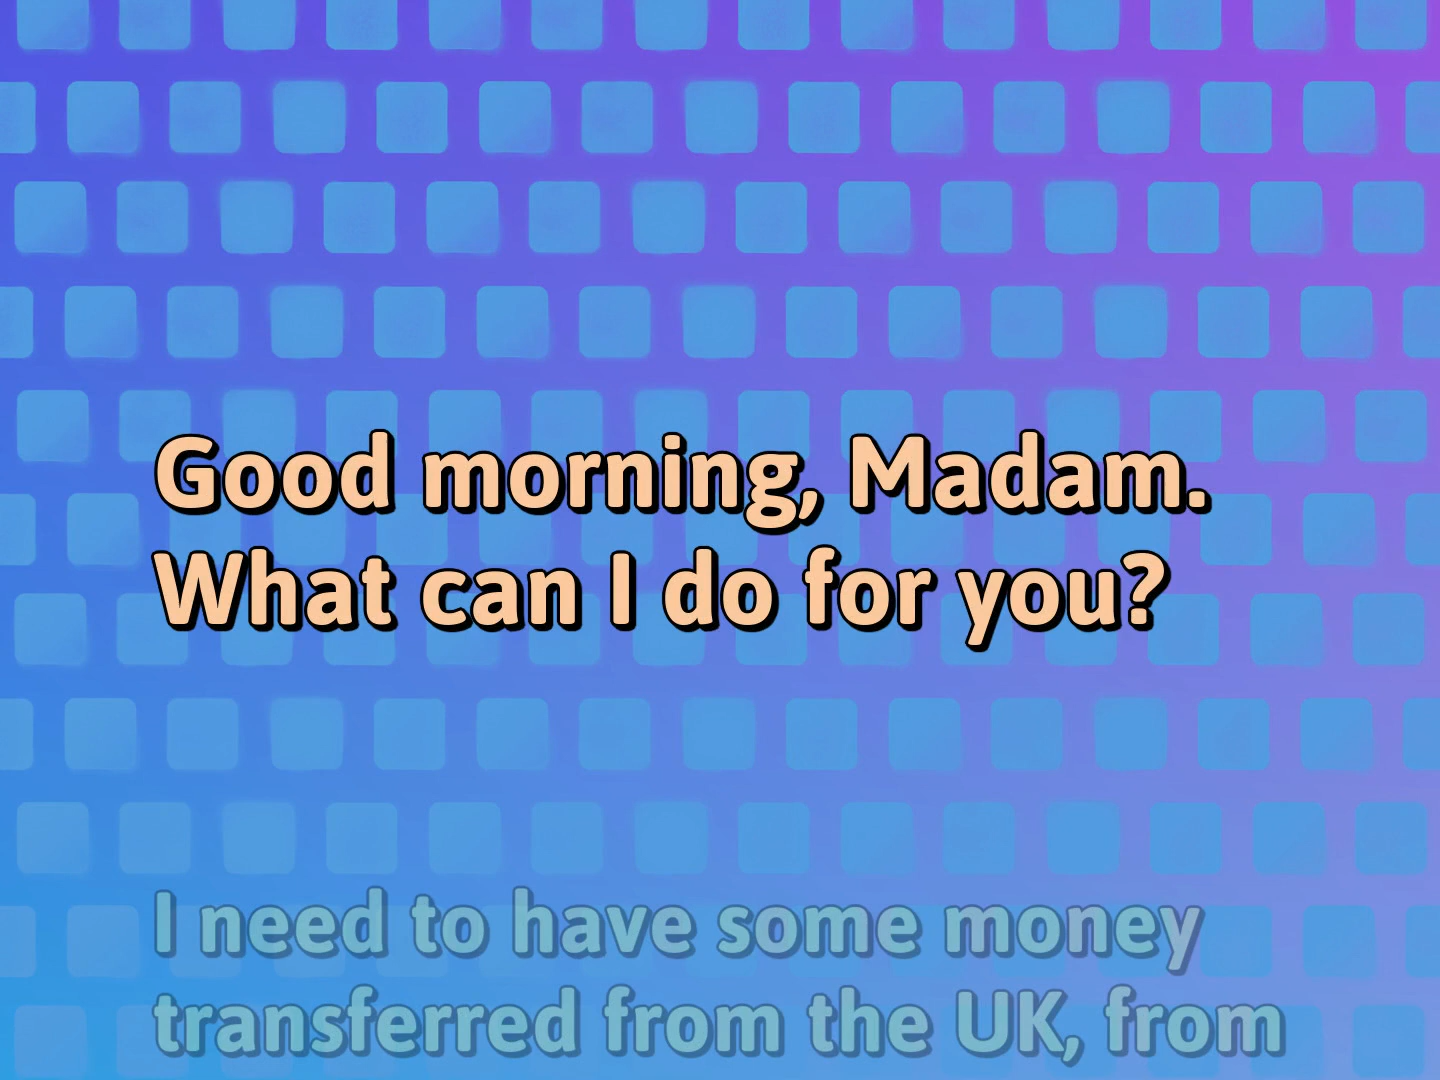 Good morning, Madam.
What can I do for you?
I need to have some money
transferred from the UK, from